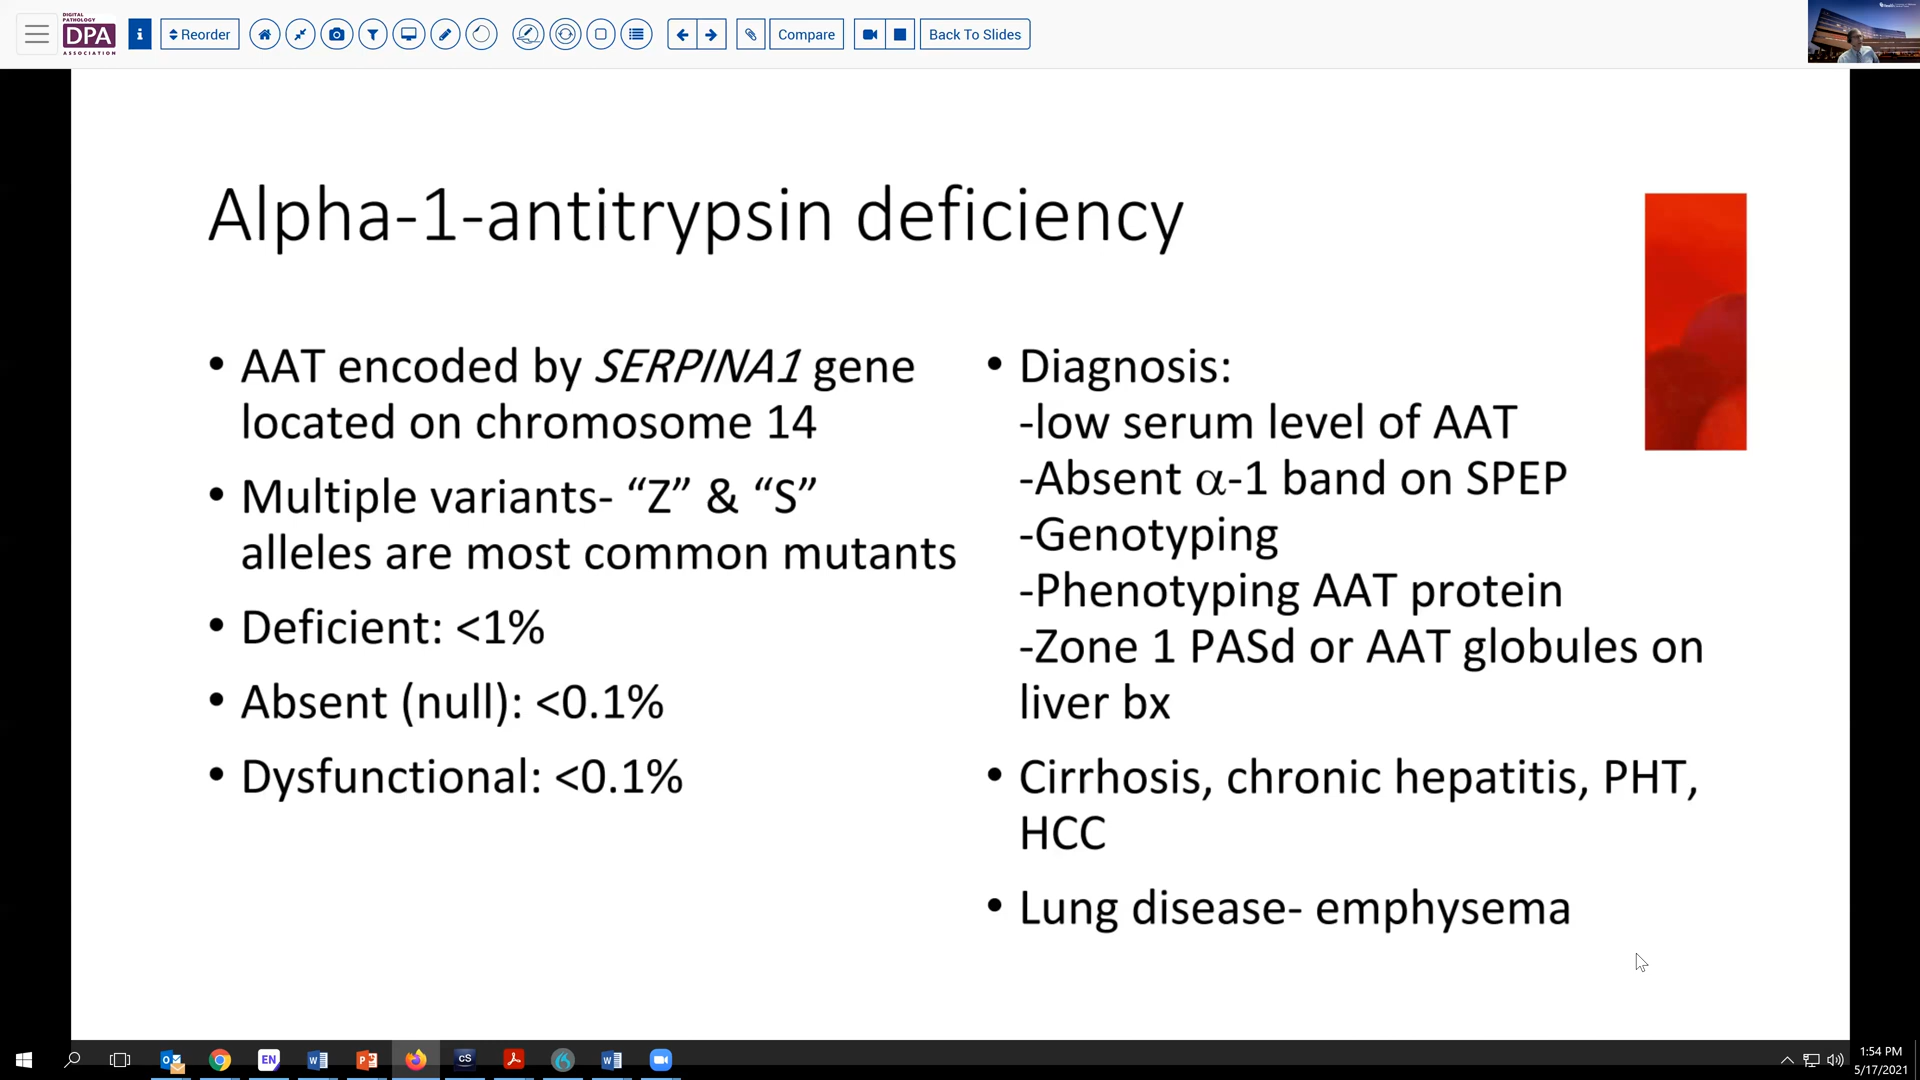 DIGITAL
PATHOLOGY
DPA
ASSOCIATION
i
Reorder
Compare
Back To Slides
Alpha-1-antitrypsin deficiency
• AAT encoded by SERPINA1 gene
located on chromosome 14
• Multiple variants- “Z” & “S”
alleles are most common mutants
• Deficient: <1%
• Absent (null): <0.1%
• Dysfunctional: <0.1%
• Diagnosis:
-low serum level of AAT
-Absent α-1 band on SPEP
-Genotyping
-Phenotyping AAT protein
-Zone 1 PASd or AAT globules on
liver bx
• Cirrhosis, chronic hepatitis, PHT,
HCC
• Lung disease- emphysema
EN
CS
1:54 PM
5/17/2021